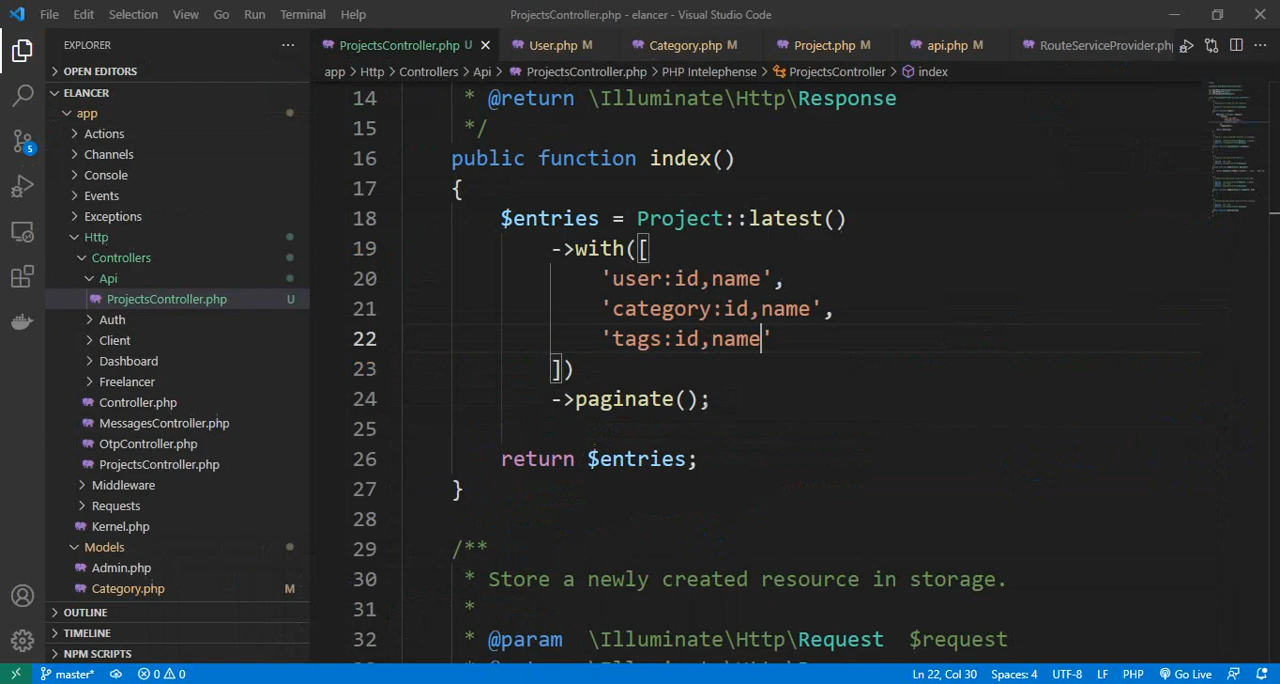 File Edit Selection View Go Run Terminal Help ProjectsController.php - elancer - Visual Studio Code
EXPLORER
ProjectsController.php U
User.php M
Category.php M
Project.php M
api.php M
RouteServiceProvider.php
OPEN EDITORS
ELANCER
app
Actions
Channels
Console
Events
Exceptions
Http
Controllers
Api
ProjectsController.php U
Auth
Client
Dashboard
Freelancer
Controller.php
MessagesController.php
OtpController.php
ProjectsController.php
Middleware
Requests
Kernel.php
Models
Admin.php
Category.php M
OUTLINE
TIMELINE
NPM SCRIPTS
app > Http > Controllers > Api > ProjectsController.php > PHP Intelephense > ProjectsController > index
14 * @return \Illuminate\Http\Response
15 */
16 public function index()
17 {
18 $entries = Project::latest()
19 ->with([
20 'user:id,name',
21 'category:id,name',
22 'tags:id,name'
23 ])
24 ->paginate();
25
26 return $entries;
27 }
28
29 /**
30 * Store a newly created resource in storage.
31 *
32 * @param \Illuminate\Http\Request $request
5
master* 0 0 Ln 22, Col 30 Spaces: 4 UTF-8 LF PHP Go Live